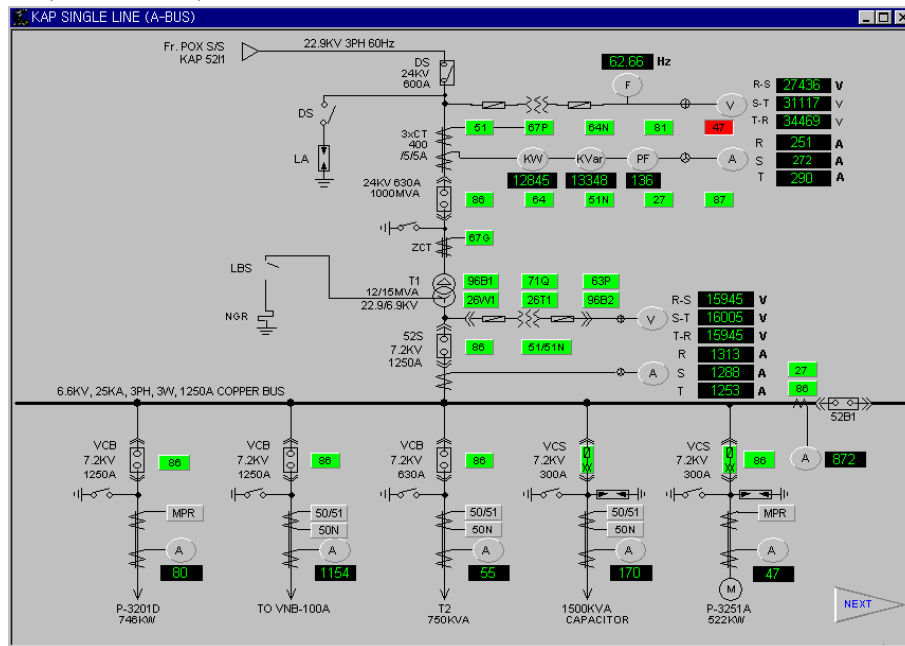 KAP SINGLE LINE (A-BUS)
Fr. POX S/S
KAP 52I1
22.9KV 3PH 60Hz
DS
24KV
600A
62.66 Hz
F
R-S 27436 V
S-T 31117 V
T-R 34469 V
V
DS
LA
3xCT
400
/5/5A
51 67P 64N 81 47
KW KVar PF A
12845 13348 136
R 251 A
S 272 A
T 290 A
24KV 630A
1000MVA
86 64 51N 27 87
ZCT
67G
LBS
NGR
T1
12/15MVA
22.9/6.9KV
96B1 71Q 63P
26W1 26T1 96B2
V
R-S 15945 V
S-T 16005 V
T-R 15945 V
52S
7.2KV
1250A
86 51/51N
A
R 1313 A
S 1288 A
T 1253 A
27
86
6.6KV, 25KA, 3PH, 3W, 1250A COPPER BUS
52B1
A 872
VCB
7.2KV
1250A
86
MPR
A
80
P-3201D
746KW
VCB
7.2KV
1250A
86
50/51
50N
A
1154
TO VNB-100A
VCB
7.2KV
630A
86
50/51
50N
A
55
T2
750KVA
VCS
7.2KV
300A
50/51
50N
A
170
1500KVA
CAPACITOR
VCS
7.2KV
300A
86
MPR
A
47
M
P-3251A
522KW
NEXT